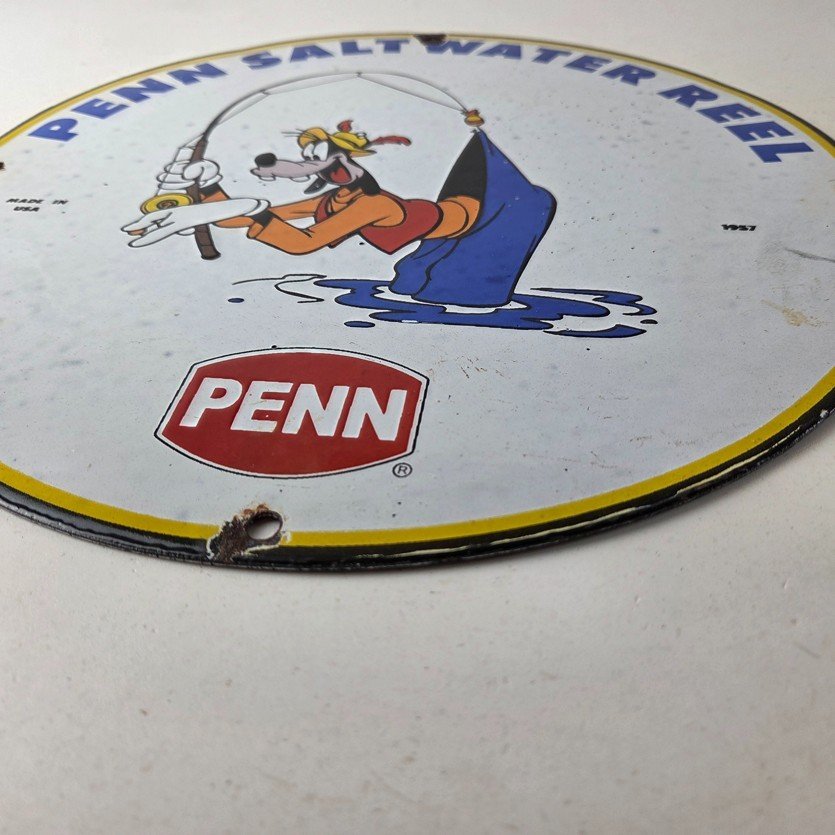 PENN SALTWATER REEL
MADE IN
USA
1957
PENN
®